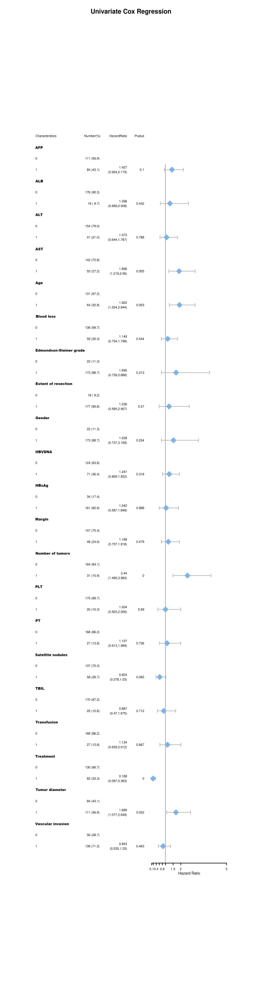 Univariate Cox Regression
Characteristics Number(%) HazardRatio Pvalue
AFP
0 111 (56.9)
1 84 (43.1) 1.427 (0.934,2.179) 0.1
ALB
0 176 (90.3)
1 19 ( 9.7) 1.296 (0.669,2.508) 0.442
ALT
0 154 (79.0)
1 41 (21.0) 1.073 (0.644,1.787) 0.788
AST
0 142 (72.8)
1 53 (27.2) 1.896 (1.219,2.95) 0.005
Age
0 131 (67.2)
1 64 (32.8) 1.922 (1.254,2.944) 0.003
Blood loss
0 136 (69.7)
1 59 (30.3) 1.149 (0.734,1.798) 0.544
Edmondson-Steiner grade
0 22 (11.3)
1 173 (88.7) 1.695 (0.739,3.888) 0.213
Extent of resection
0 18 ( 9.2)
1 177 (90.8) 1.236 (0.595,2.567) 0.57
Gender
0 22 (11.3)
1 173 (88.7) 1.528 (0.737,3.169) 0.254
HBVDNA
0 124 (63.6)
1 71 (36.4) 1.247 (0.809,1.922) 0.318
HBsAg
0 34 (17.4)
1 161 (82.6) 1.042 (0.587,1.848) 0.888
Margin
0 147 (75.4)
1 48 (24.6) 1.189 (0.737,1.918) 0.479
Number of tumors
0 164 (84.1)
1 31 (15.9) 2.44 (1.495,3.983) 0
PLT
0 175 (89.7)
1 20 (10.3) 1.004 (0.503,2.006) 0.99
PT
0 168 (86.2)
1 27 (13.8) 1.107 (0.613,1.999) 0.736
Satellite nodules
0 137 (70.3)
1 58 (29.7) 0.624 (0.378,1.03) 0.065
TBIL
0 170 (87.2)
1 25 (12.8) 0.887 (0.47,1.675) 0.712
Transfusion
0 168 (86.2)
1 27 (13.8) 1.134 (0.639,2.012) 0.667
Treatment
0 130 (66.7)
1 65 (33.3) 0.188 (0.097,0.363) 0
Tumor diameter
0 84 (43.1)
1 111 (56.9) 1.689 (1.077,2.648) 0.022
Vascular invasion
0 56 (28.7)
1 139 (71.3) 0.843 (0.535,1.33) 0.463
0.10.4 0.8 1.5 2 5
Hazard Ratio